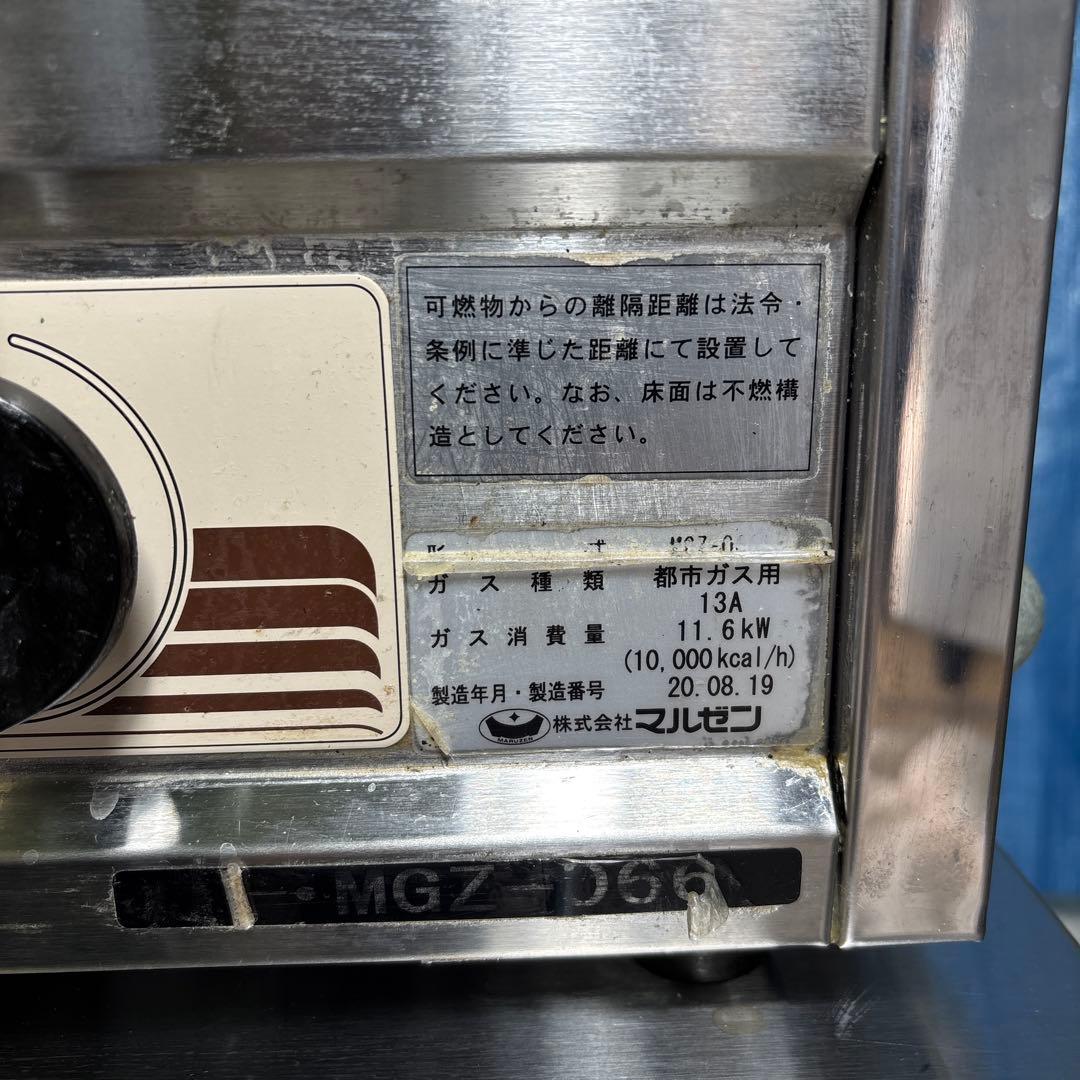 可燃物からの離隔距離は法令・
条例に準じた距離にて設置して
ください。なお、床面は不燃構
造としてください。
ガス種類 都市ガス用
13A
ガス消費量 11.6kW
(10,000kcal/h)
製造年月・製造番号 20.08.19
MARUZEN 株式会社マルゼン
MGZ-066